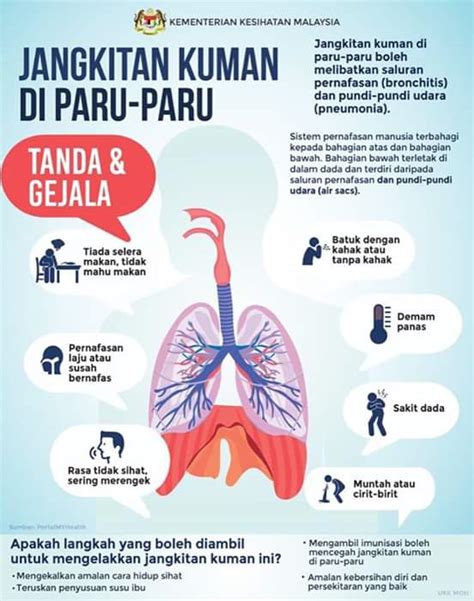 KEMENTERIAN KESIHATAN MALAYSIA
JANGKITAN KUMAN
DI PARU-PARU
Jangkitan kuman di
paru-paru boleh
melibatkan saluran
pernafasan (bronchitis)
dan pundi-pundi udara
(pneumonia).
Sistem pernafasan manusia terbahagi
kepada bahagian atas dan bahagian
bawah. Bahagian bawah terletak di
dalam dada dan terdiri daripada
saluran pernafasan dan pundi-pundi
udara (air sacs).
TANDA &
GEJALA
Tiada selera
makan, tidak
mahu makan
Batuk dengan
kahak atau
tanpa kahak
Demam
panas
Pernafasan
laju atau
susah
bernafas
Sakit dada
Rasa tidak sihat,
sering merengek
Muntah atau
cirit-birit
Sumber: PortalMYHealth
Apakah langkah yang boleh diambil
untuk mengelakkan jangkitan kuman ini?
• Mengekalkan amalan cara hidup sihat
• Teruskan penyusuan susu ibu
• Mengambil imunisasi boleh
mencegah jangkitan kuman
di paru-paru
• Amalan kebersihan diri dan
persekitaran yang baik
UKK MOH